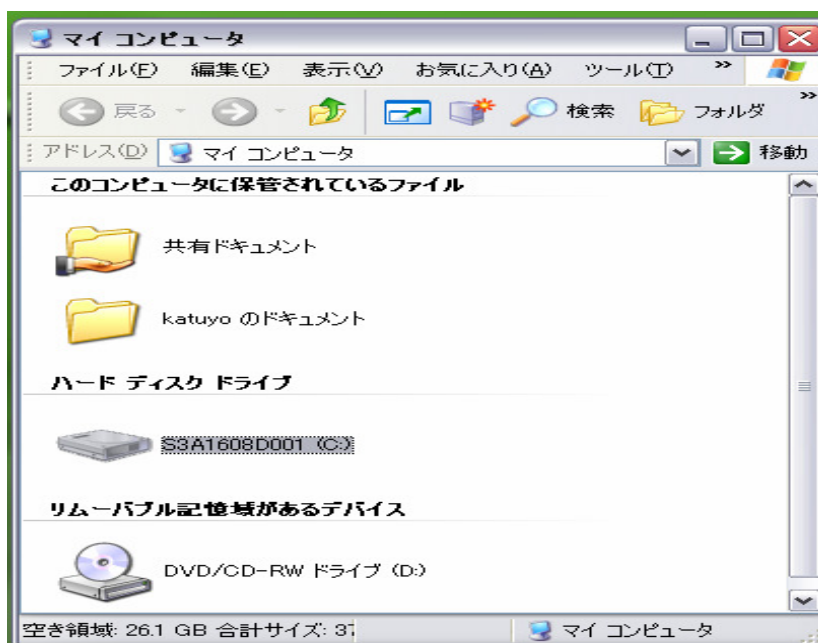 マイ コンピュータ
ファイル(F) 編集(E) 表示(V) お気に入り(A) ツール(T) »
戻る 検索 フォルダ »
アドレス(D) マイ コンピュータ 移動
このコンピュータに保管されているファイル
共有ドキュメント
katuyo のドキュメント
ハード ディスク ドライブ
S3A1608D001 (C:)
リムーバブル記憶域があるデバイス
DVD/CD-RW ドライブ (D:)
空き領域: 26.1 GB 合計サイズ: マイ コンピュータ